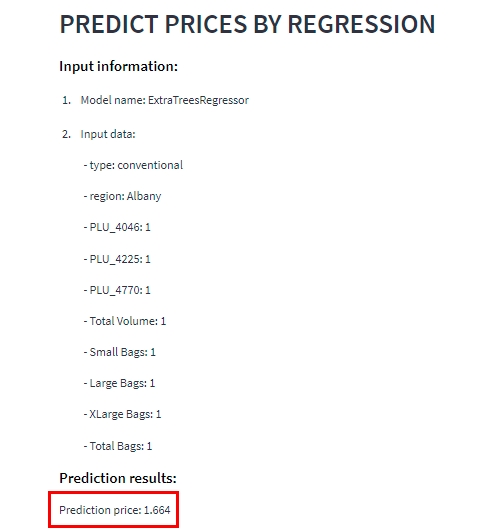 PREDICT PRICES BY REGRESSION
Input information:
1. Model name: ExtraTreesRegressor
2. Input data:
- type: conventional
- region: Albany
- PLU_4046: 1
- PLU_4225: 1
- PLU_4770: 1
- Total Volume: 1
- Small Bags: 1
- Large Bags: 1
- XLarge Bags: 1
- Total Bags: 1
Prediction results:
Prediction price: 1.664